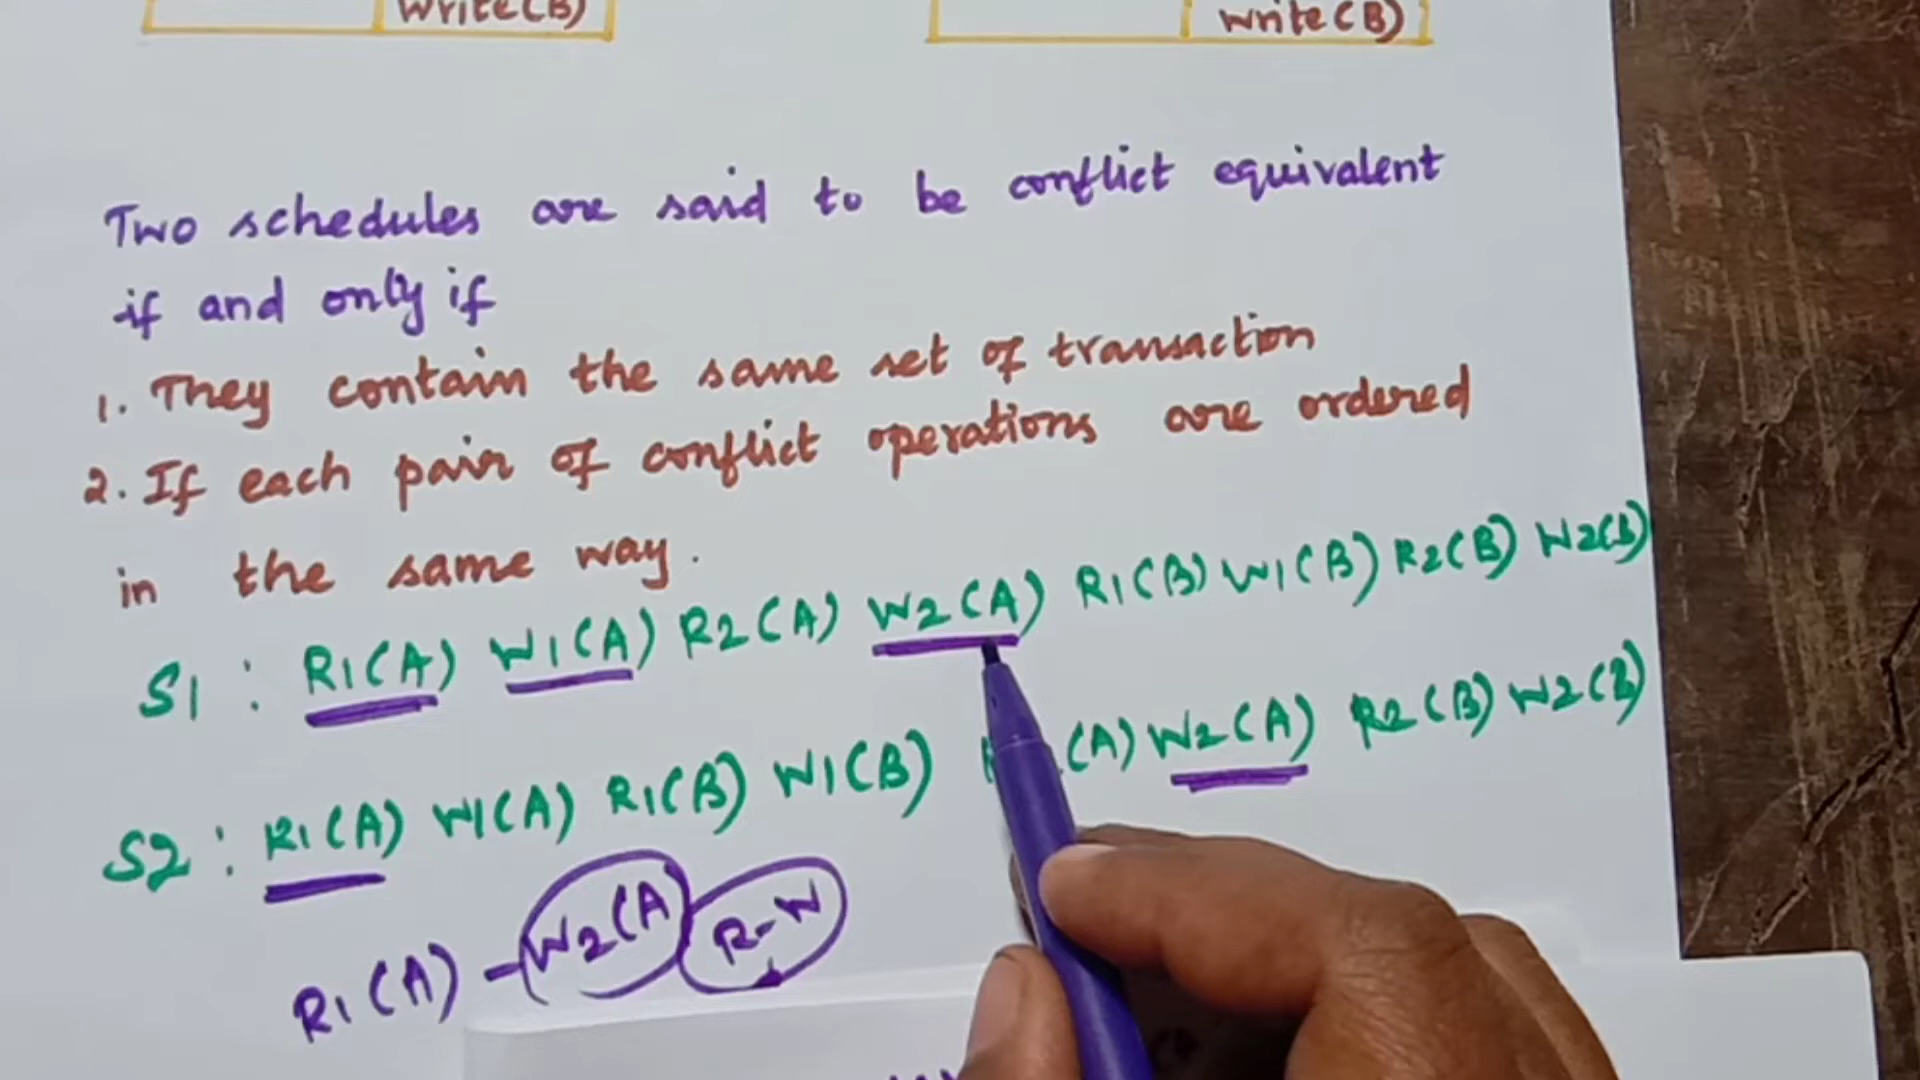 Write(B)
Write(B)
Two schedules are said to be conflict equivalent
if and only if
1. They contain the same set of transaction
2. If each pair of conflict operations are ordered
in the same way.
S1 : R1(A) W1(A) R2(A) W2(A) R1(B) W1(B) R2(B) W2(B)
S2 : R1(A) W1(A) R1(B) W1(B) (A) W2(A) R2(B) W2(B)
R1(A) - W2(A) R-W